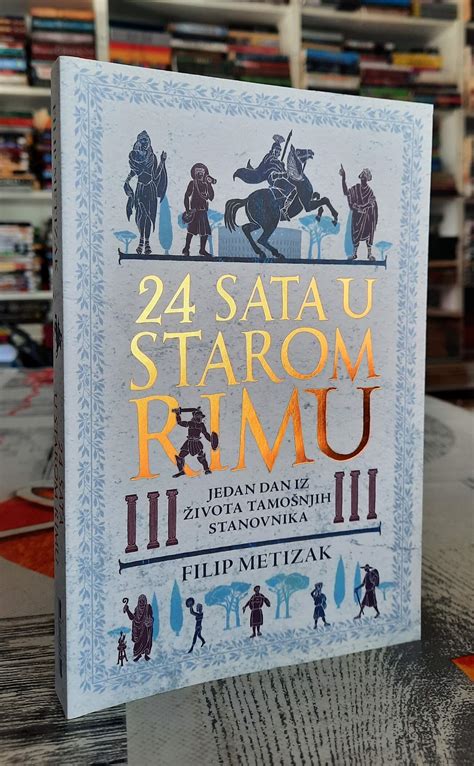 24 SATA U
STAROM
RIMU
JEDAN DAN IZ
ŽIVOTA TAMOŠNJIH
STANOVNIKA
FILIP METIZAK